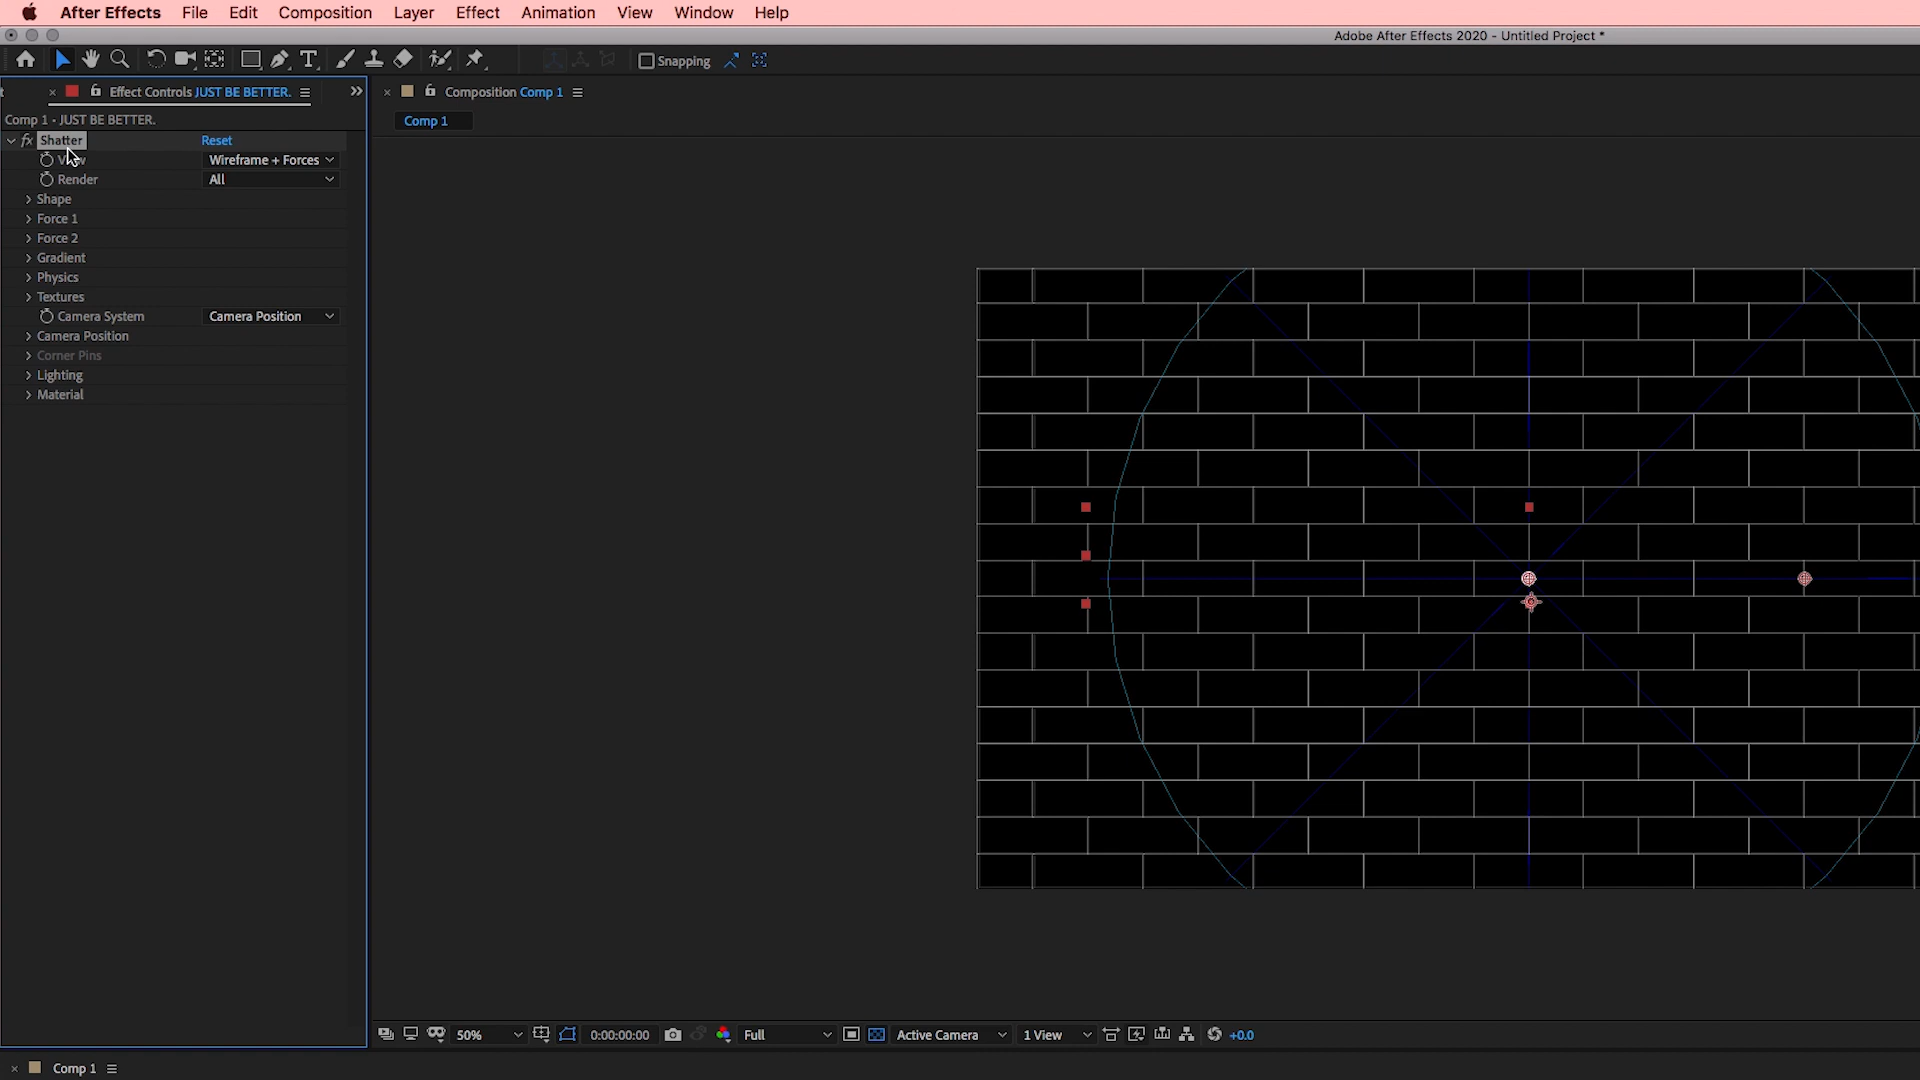 After Effects File Edit Composition Layer Effect Animation View Window Help
Adobe After Effects 2020 - Untitled Project *
Snapping
Effect Controls JUST BE BETTER.
Composition Comp 1
Comp 1 • JUST BE BETTER.
Comp 1
fx Shatter Reset
View Wireframe + Forces
Render All
Shape
Force 1
Force 2
Gradient
Physics
Textures
Camera System Camera Position
Camera Position
Corner Pins
Lighting
Material
50% 0:00:00:00 Full Active Camera 1 View +0.0
Comp 1